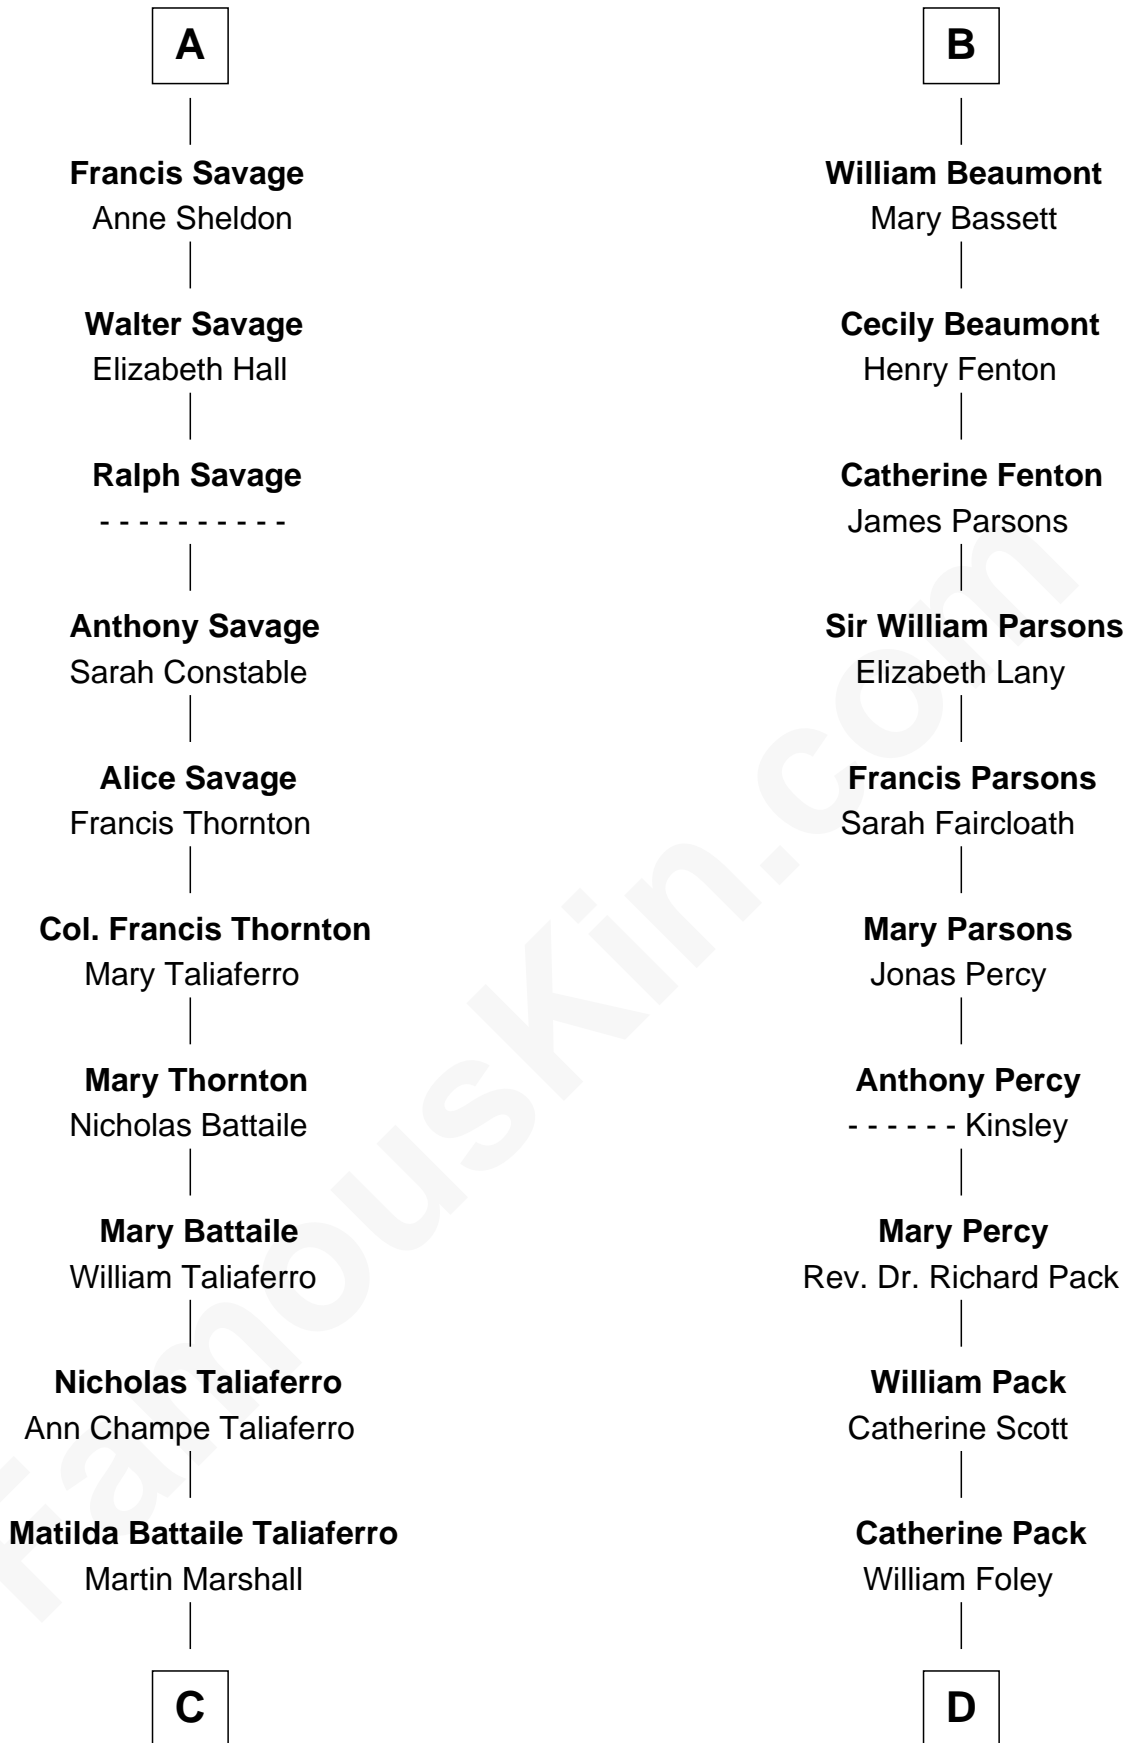 A
Francis Savage
Anne Sheldon
Walter Savage
Elizabeth Hall
Ralph Savage
- - - - - - - - - -
Anthony Savage
Sarah Constable
Alice Savage
Francis Thornton
Col. Francis Thornton
Mary Taliaferro
Mary Thornton
Nicholas Battaile
Mary Battaile
William Taliaferro
Nicholas Taliaferro
Ann Champe Taliaferro
Matilda Battaile Taliaferro
Martin Marshall
C
B
William Beaumont
Mary Bassett
Cecily Beaumont
Henry Fenton
Catherine Fenton
James Parsons
Sir William Parsons
Elizabeth Lany
Francis Parsons
Sarah Faircloath
Mary Parsons
Jonas Percy
Anthony Percy
- - - - - - Kinsley
Mary Percy
Rev. Dr. Richard Pack
William Pack
Catherine Scott
Catherine Pack
William Foley
D
FamousKin.com